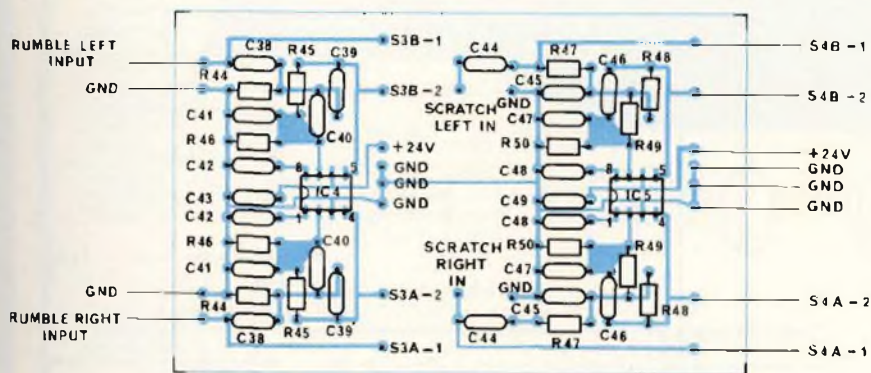 RUMBLE LEFT
INPUT
GND
C38
R45
C39
R44
C41
R46
C40
C42
8
5
C43
IC4
C42
1
4
R46
C40
C41
GND
R44
RUMBLE RIGHT
INPUT
C38
R45
C39
S3B-1
S3B-2
+24V
GND
GND
GND
S3A-2
S3A-1
C44
R47
C46
R48
C45
SCRATCH
LEFT IN
GND
C47
R50
R49
C48
8
5
C49
IC5
C48
1
4
SCRATCH
RIGHT
IN
R50
R49
C47
GND
C45
R48
C44
R47
C46
S4B-1
S4B-2
+24V
GND
GND
GND
S4A-2
S4A-1